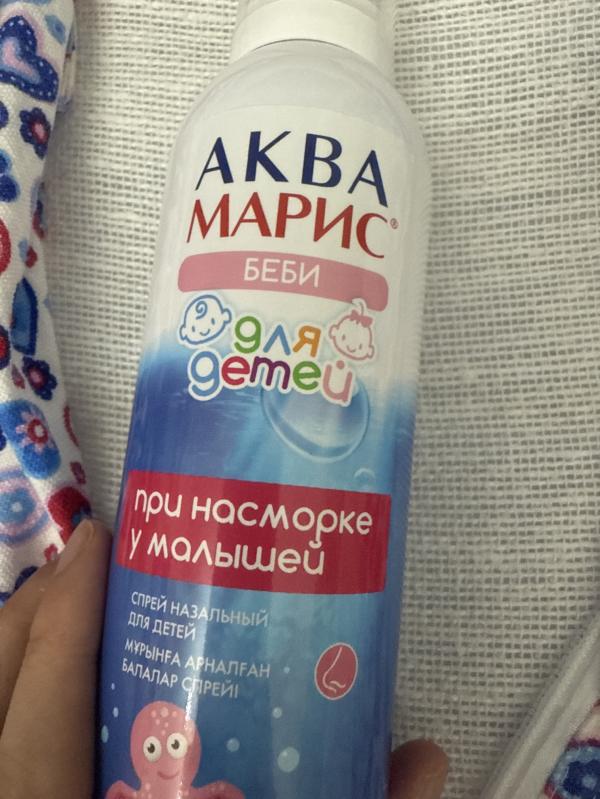 АКВА
МАРИС®
БЕБИ
для
детей
при насморке
у малышей
СПРЕЙ НАЗАЛЬНЫЙ
ДЛЯ ДЕТЕЙ
МҰРЫНҒА АРНАЛҒАН
БАЛАЛАР СПРЕЙІ